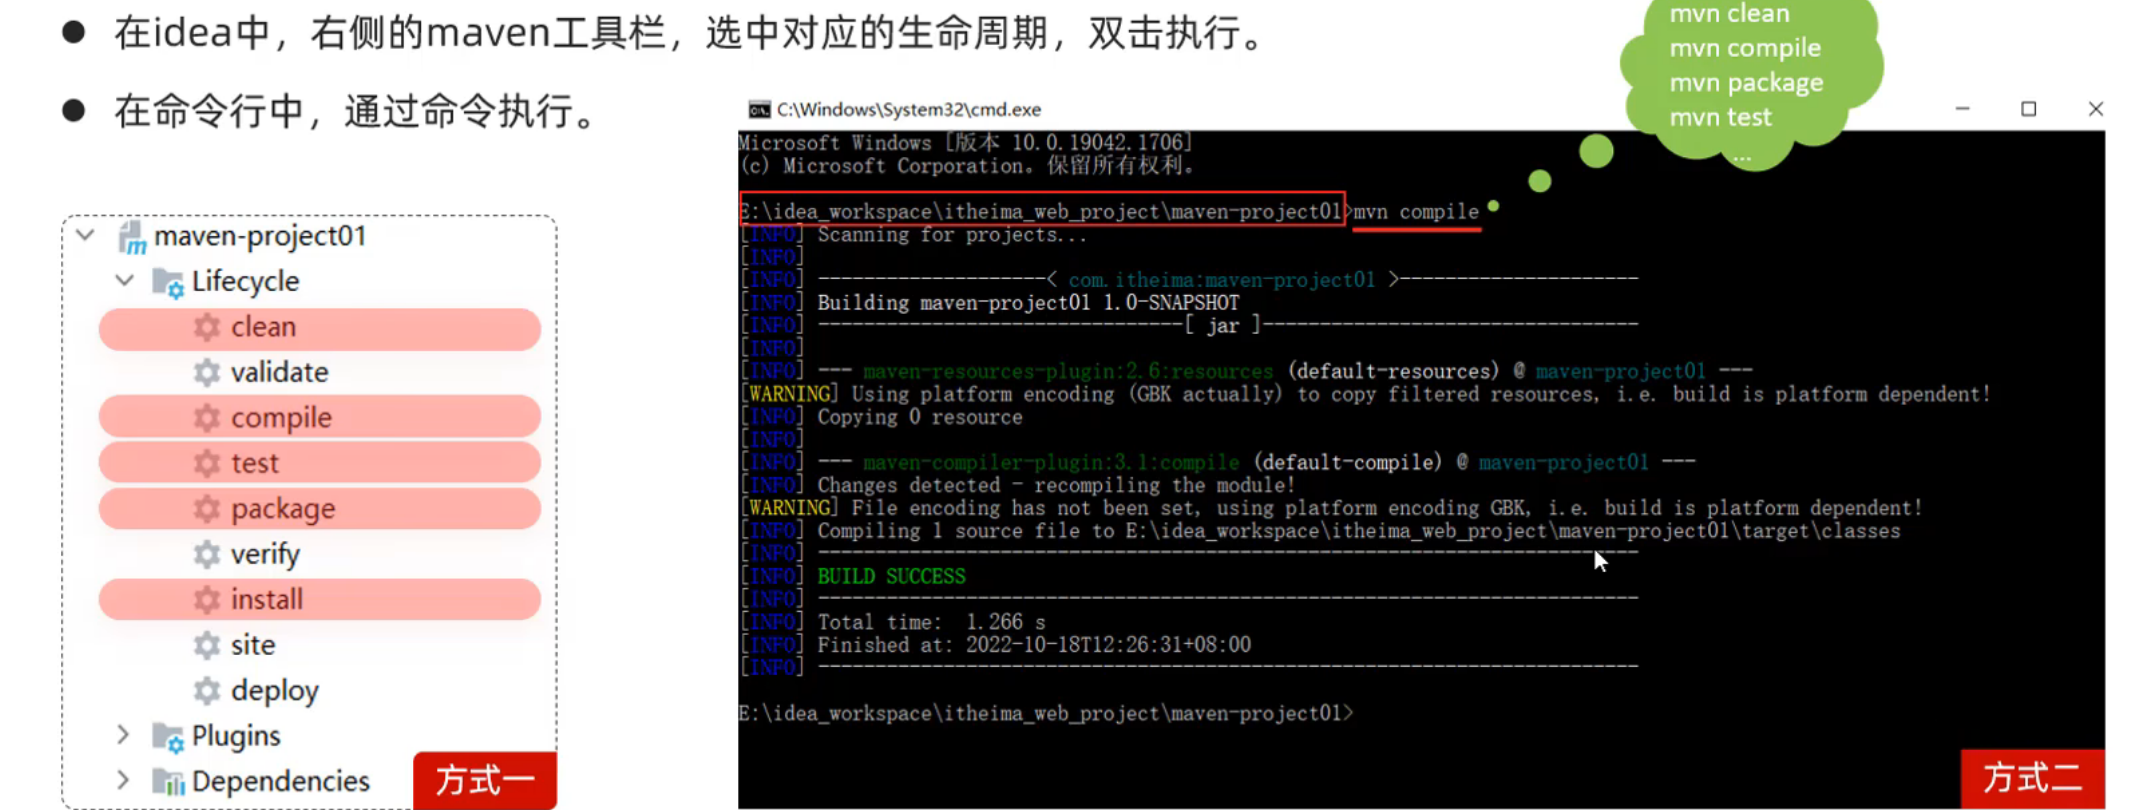 ● 在idea中，右侧的maven工具栏，选中对应的生命周期，双击执行。
● 在命令行中，通过命令执行。
maven-project01
Lifecycle
clean
validate
compile
test
package
verify
install
site
deploy
Plugins
Dependencies
方式一
mvn clean
mvn compile
mvn package
mvn test
...
C:\Windows\System32\cmd.exe
Microsoft Windows [版本 10.0.19042.1706]
(c) Microsoft Corporation。保留所有权利。
E:\idea_workspace\itheima_web_project\maven-project01>mvn compile
[INFO] Scanning for projects...
[INFO]
[INFO] --------------------< com.itheima:maven-project01 >---------------------
[INFO] Building maven-project01 1.0-SNAPSHOT
[INFO] --------------------------------[ jar ]---------------------------------
[INFO]
[INFO] --- maven-resources-plugin:2.6:resources (default-resources) @ maven-project01 ---
[WARNING] Using platform encoding (GBK actually) to copy filtered resources, i.e. build is platform dependent!
[INFO] Copying 0 resource
[INFO]
[INFO] --- maven-compiler-plugin:3.1:compile (default-compile) @ maven-project01 ---
[INFO] Changes detected - recompiling the module!
[WARNING] File encoding has not been set, using platform encoding GBK, i.e. build is platform dependent!
[INFO] Compiling 1 source file to E:\idea_workspace\itheima_web_project\maven-project01\target\classes
[INFO] ------------------------------------------------------------------------
[INFO] BUILD SUCCESS
[INFO] ------------------------------------------------------------------------
[INFO] Total time:  1.266 s
[INFO] Finished at: 2022-10-18T12:26:31+08:00
[INFO] ------------------------------------------------------------------------
E:\idea_workspace\itheima_web_project\maven-project01>
方式二